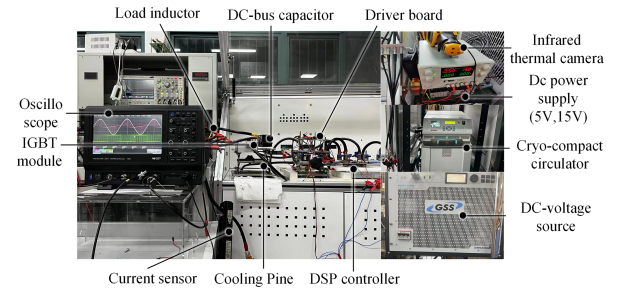 Load inductor
DC-bus capacitor
Driver board
Oscillo
scope
IGBT
module
Infrared
thermal camera
Dc power
supply
(5V,15V)
Cryo-compact
circulator
GSS
DC-voltage
source
Current sensor
Cooling Pine
DSP controller